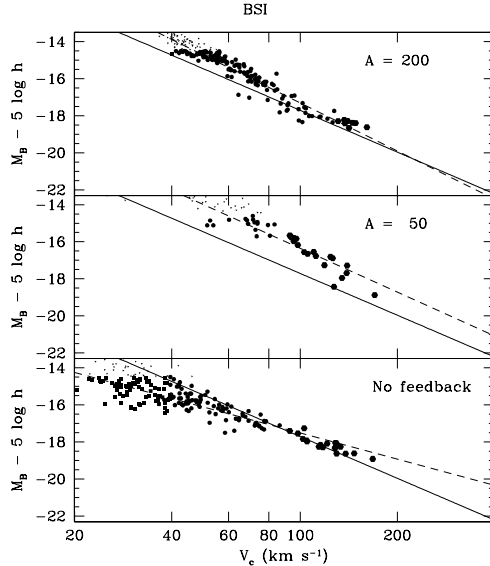 BSI
-14
-16
-18
-20
-22
M_B - 5 log h
A = 200
-14
-16
-18
-20
-22
M_B - 5 log h
A = 50
-14
-16
-18
-20
-22
M_B - 5 log h
No feedback
20 40 60 80 100 200
V_c (km s⁻¹)